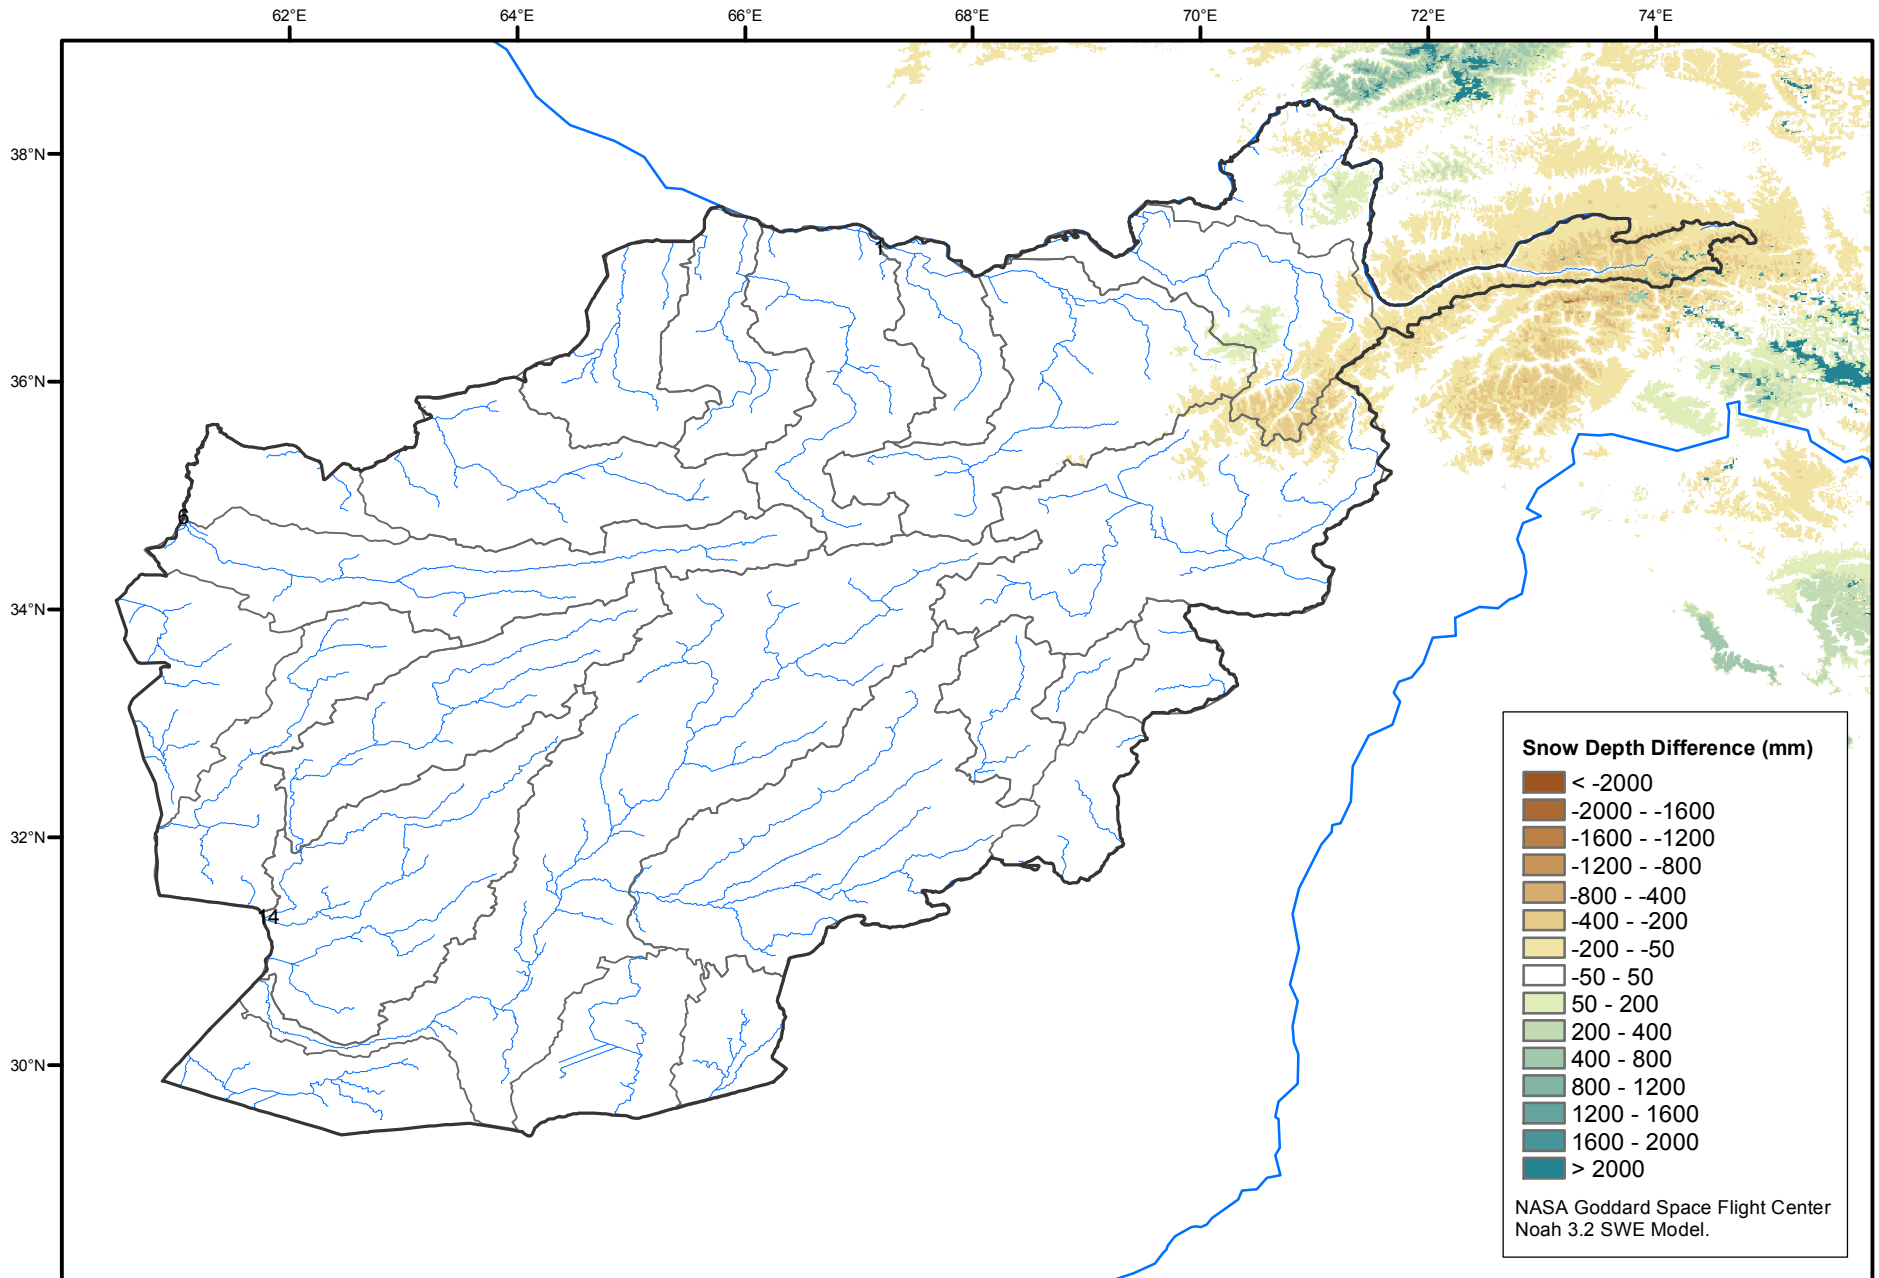 62°E 64°E 66°E 68°E 70°E 72°E 74°E
38°N
1
36°N
6
34°N
32°N
14
30°N
Snow Depth Difference (mm)
< -2000
-2000 - -1600
-1600 - -1200
-1200 - -800
-800 - -400
-400 - -200
-200 - -50
-50 - 50
50 - 200
200 - 400
400 - 800
800 - 1200
1200 - 1600
1600 - 2000
> 2000
NASA Goddard Space Flight Center
Noah 3.2 SWE Model.